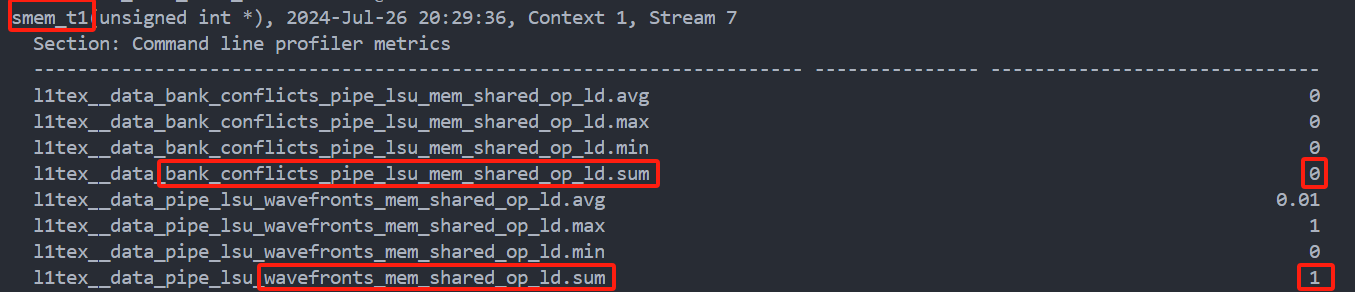 smem_t1(unsigned int *), 2024-Jul-26 20:29:36, Context 1, Stream 7
Section: Command line profiler metrics
---------------------------------------------------------------------- --------------- ------------------------------
l1tex__data_bank_conflicts_pipe_lsu_mem_shared_op_ld.avg 0
l1tex__data_bank_conflicts_pipe_lsu_mem_shared_op_ld.max 0
l1tex__data_bank_conflicts_pipe_lsu_mem_shared_op_ld.min 0
l1tex__data_bank_conflicts_pipe_lsu_mem_shared_op_ld.sum 0
l1tex__data_pipe_lsu_wavefronts_mem_shared_op_ld.avg 0.01
l1tex__data_pipe_lsu_wavefronts_mem_shared_op_ld.max 1
l1tex__data_pipe_lsu_wavefronts_mem_shared_op_ld.min 0
l1tex__data_pipe_lsu_wavefronts_mem_shared_op_ld.sum 1